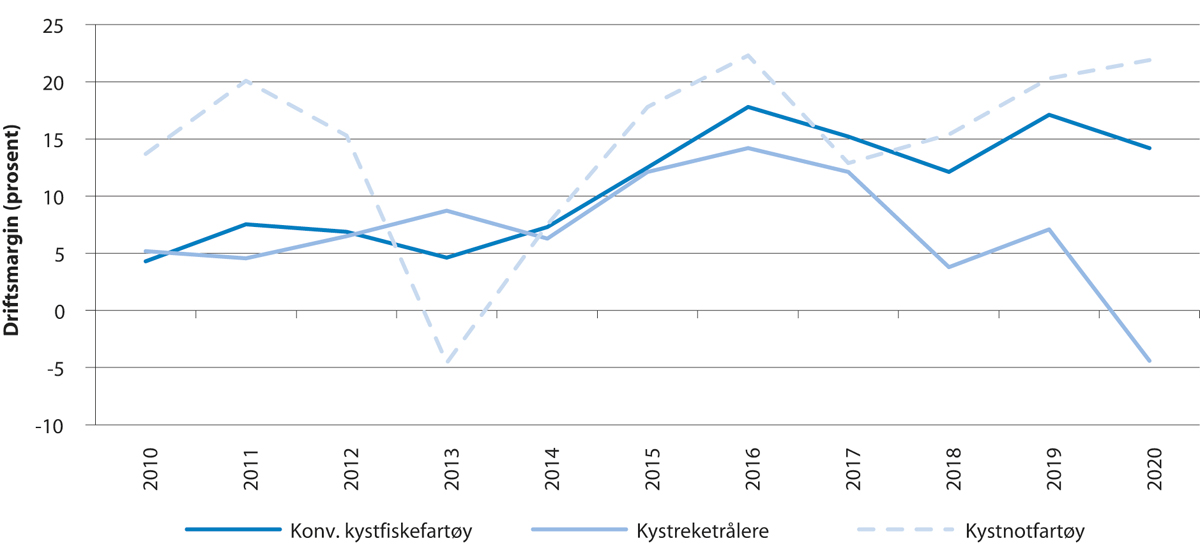 Driftsmargin (prosent)
25
20
15
10
5
0
-5
-10
2010 2011 2012 2013 2014 2015 2016 2017 2018 2019 2020
Konv. kystfiskefartøy Kystreketrålere Kystnotfartøy